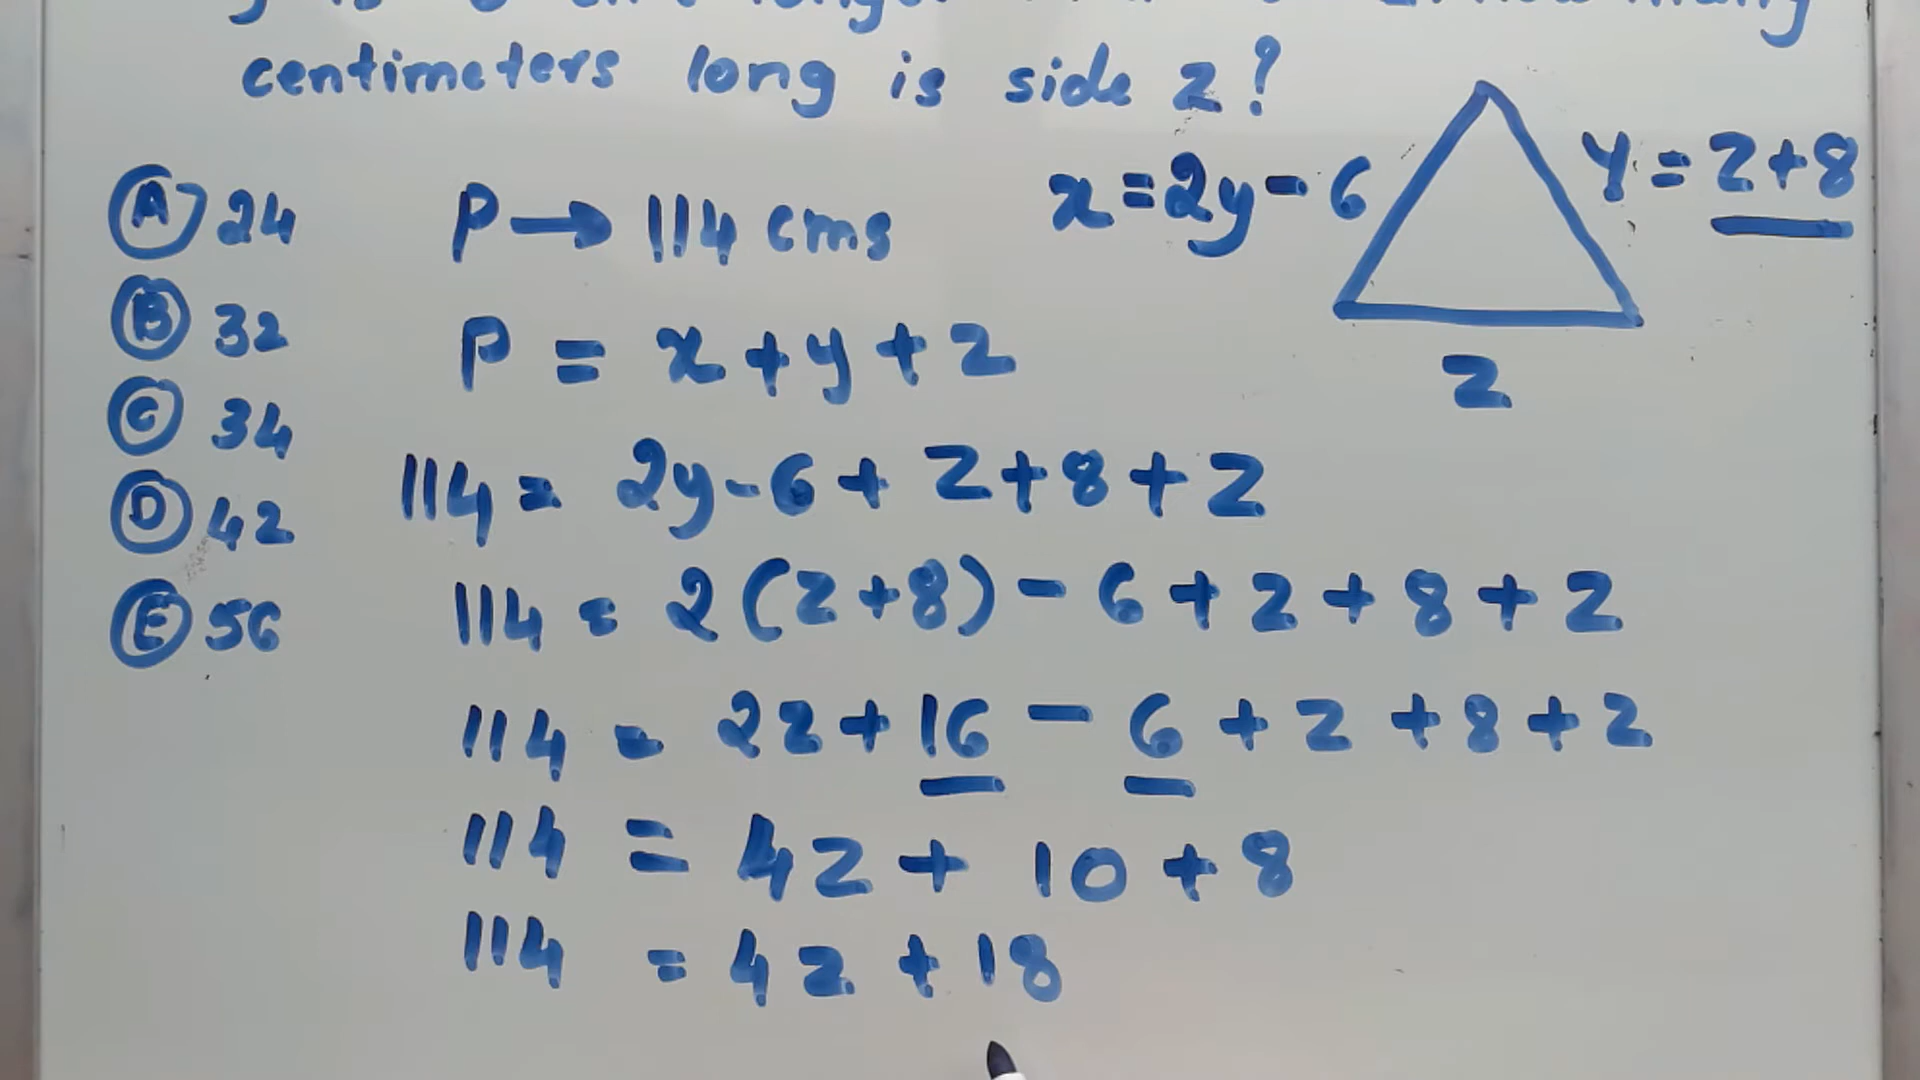 centimeters long is side z?
x = 2y - 6
y = z + 8
z
A 24
B 32
C 34
D 42
E 56
P → 114 cms
P = x + y + z
114 = 2y - 6 + z + 8 + z
114 = 2(z + 8) - 6 + z + 8 + z
114 = 2z + 16 - 6 + z + 8 + z
114 = 4z + 10 + 8
114 = 4z + 18